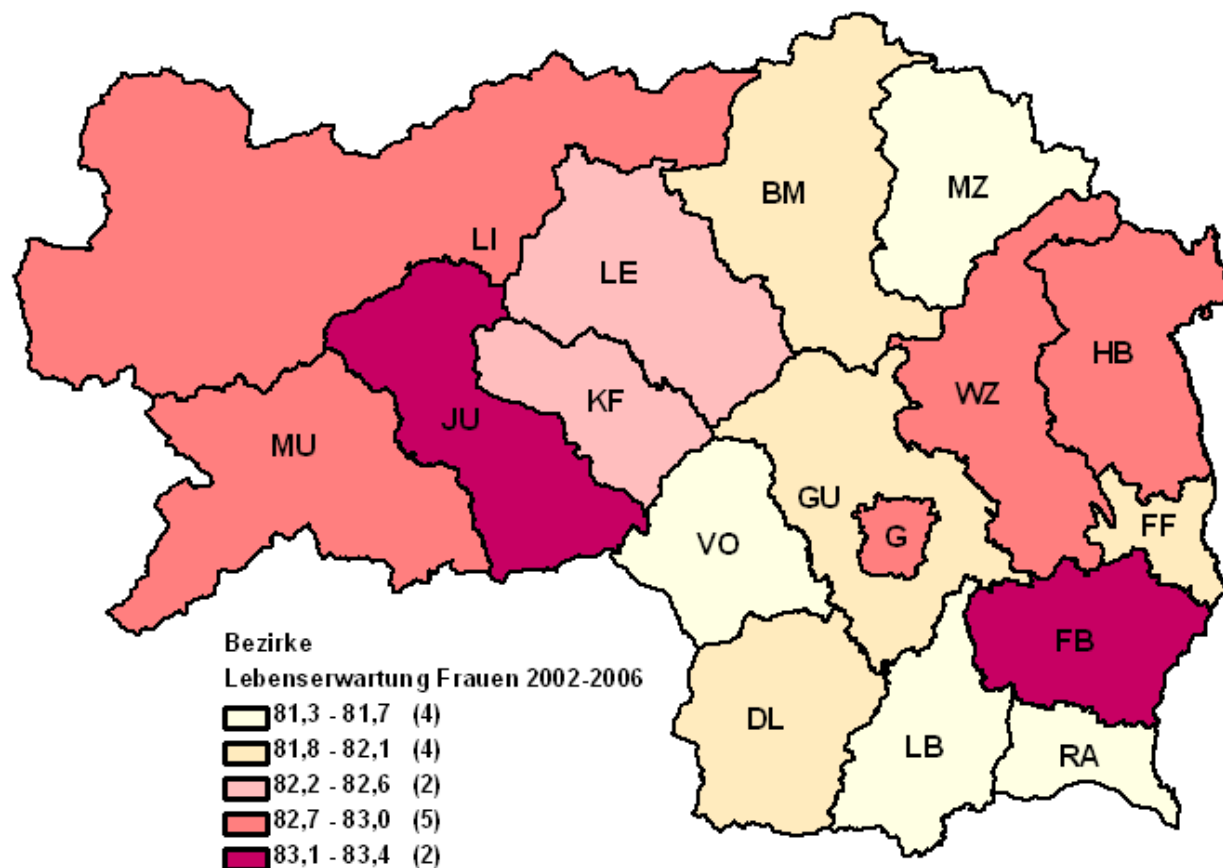 BM
MZ
LI
LE
HB
WZ
KF
JU
MU
GU
FF
G
VO
FB
DL
LB
RA
Bezirke
Lebenserwartung Frauen 2002-2006
81,3 - 81,7 (4)
81,8 - 82,1 (4)
82,2 - 82,6 (2)
82,7 - 83,0 (5)
83,1 - 83,4 (2)